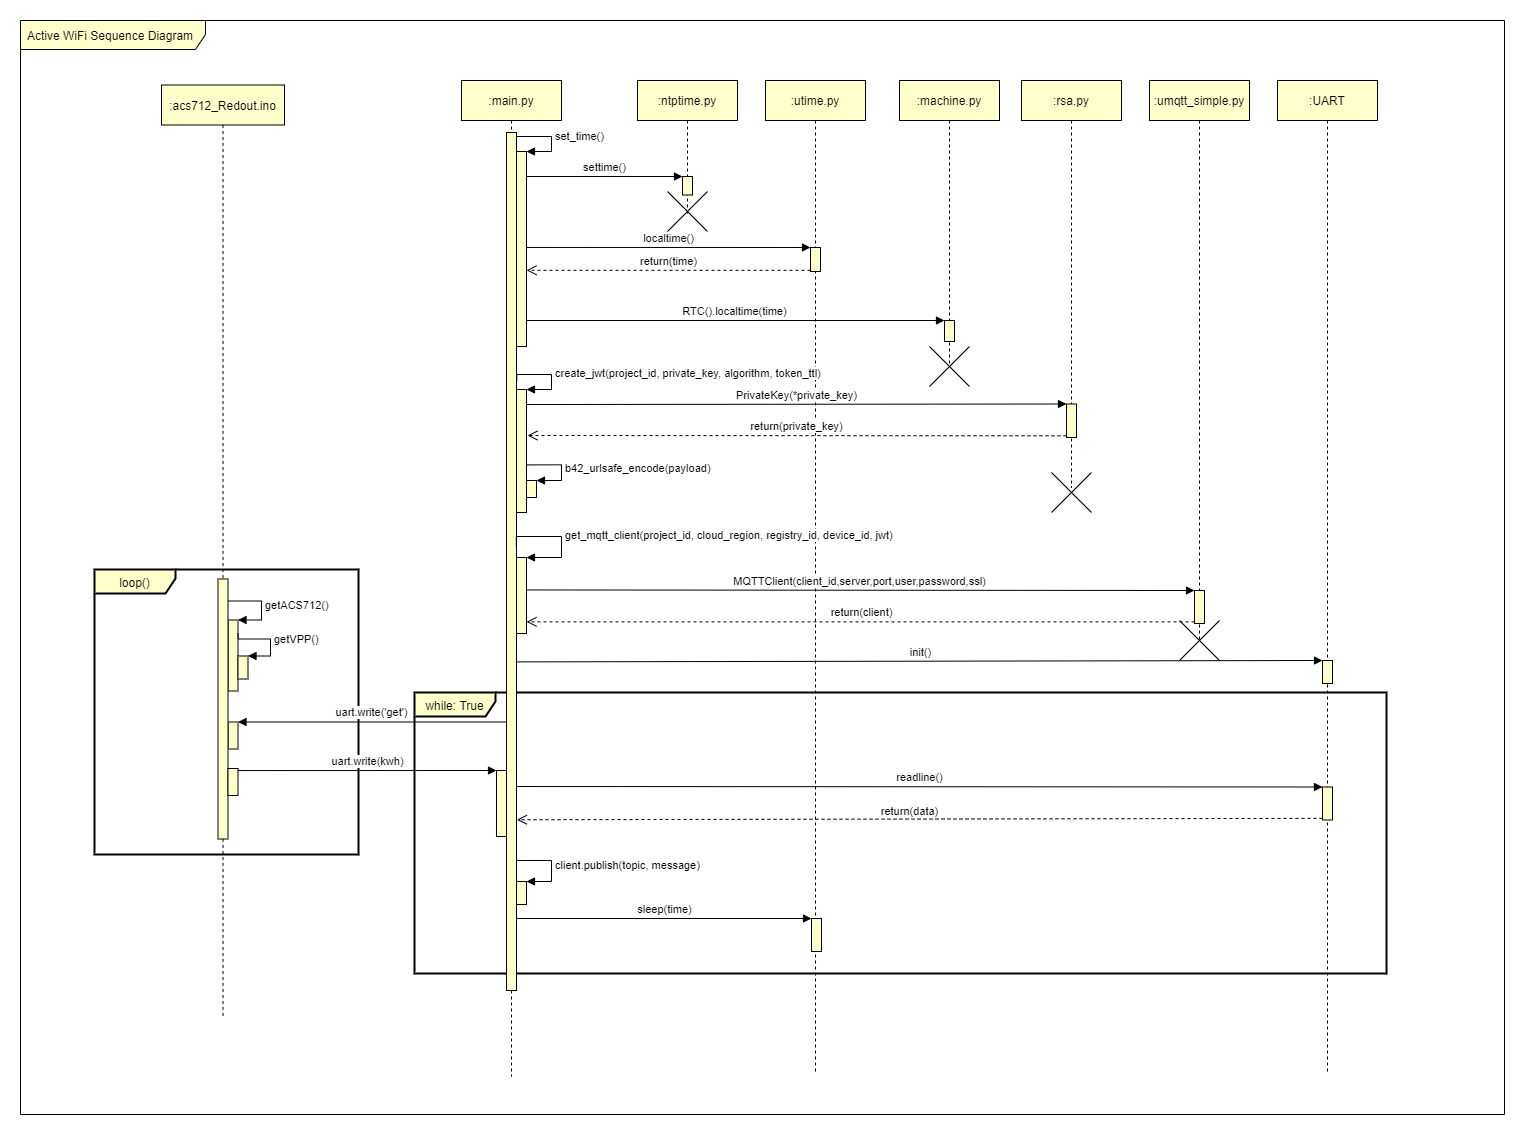 Active WiFi Sequence Diagram
:acs712_Redout.ino
:main.py
:ntptime.py
:utime.py
:machine.py
:rsa.py
:umqtt_simple.py
:UART
set_time()
settime()
localtime()
return(time)
RTC().localtime(time)
create_jwt(project_id, private_key, algorithm, token_ttl)
PrivateKey(*private_key)
return(private_key)
b42_urlsafe_encode(payload)
get_mqtt_client(project_id, cloud_region, registry_id, device_id, jwt)
loop()
MQTTClient(client_id,server,port,user,password,ssl)
getACS712()
return(client)
getVPP()
init()
while: True
uart.write('get')
uart.write(kwh)
readline()
return(data)
client.publish(topic, message)
sleep(time)